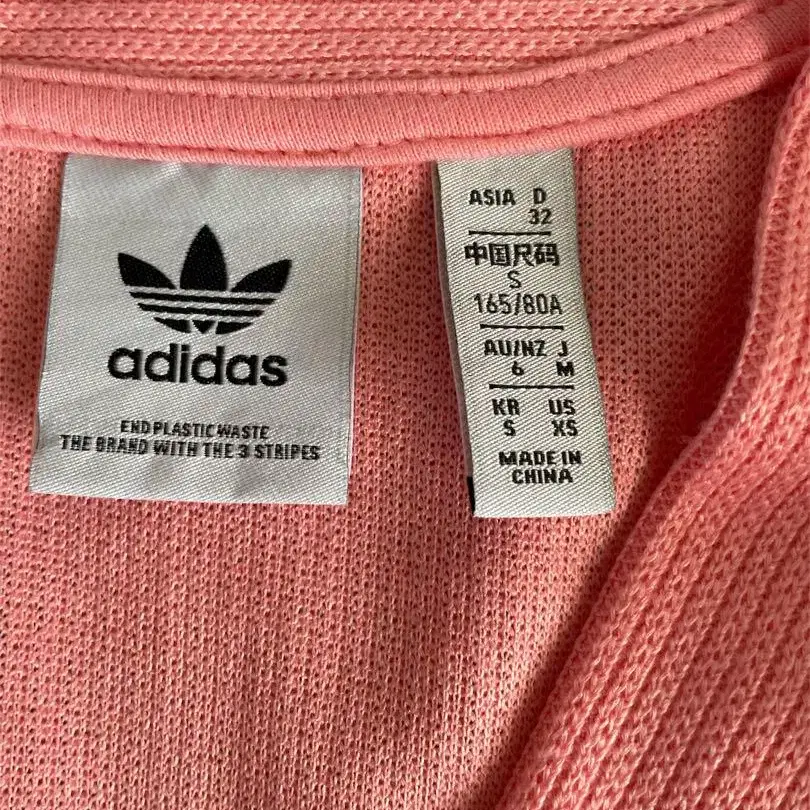 adidas
END PLASTIC WASTE
THE BRAND WITH THE 3 STRIPES
ASIA D
32
中国尺码
S
165/80A
AU/NZ J
6 M
KR US
S XS
MADE IN
CHINA